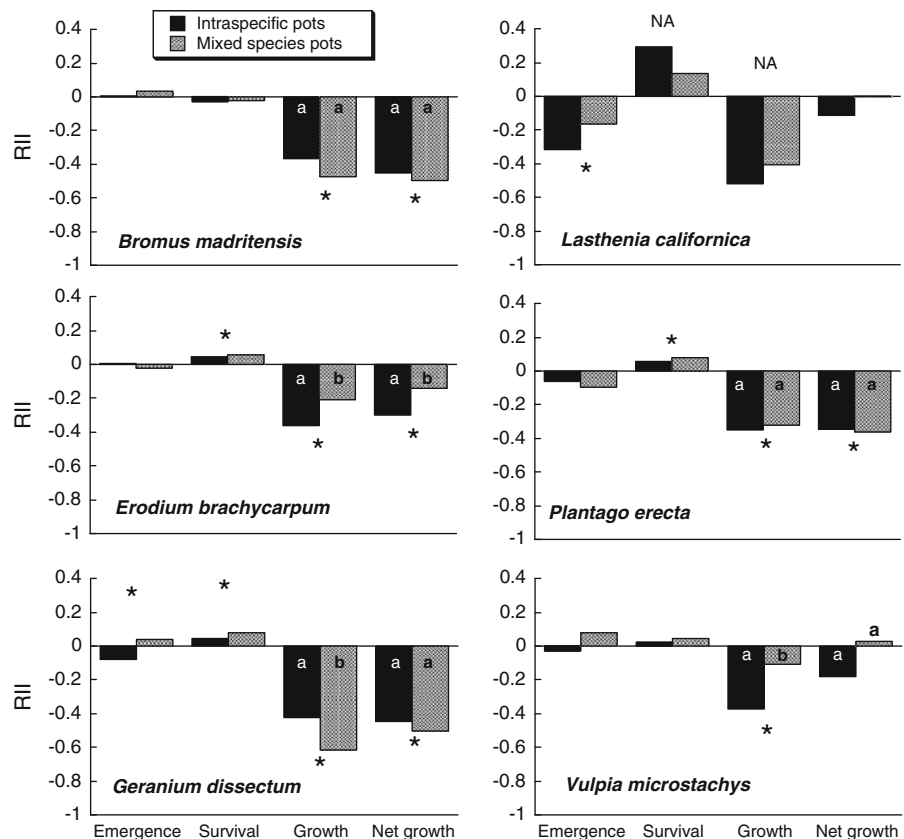 Intraspecific pots
Mixed species pots
0.4
0.2
0
-0.2
-0.4
-0.6
-0.8
-1
RII
a a a a
* *
Bromus madritensis
0.4
0.2
0
-0.2
-0.4
-0.6
-0.8
-1
RII
NA
NA
*
Lasthenia californica
0.4
0.2
0
-0.2
-0.4
-0.6
-0.8
-1
RII
*
a b a b
* *
Erodium brachycarpum
0.4
0.2
0
-0.2
-0.4
-0.6
-0.8
-1
*
a a a a
* *
Plantago erecta
0.4
0.2
0
-0.2
-0.4
-0.6
-0.8
-1
RII
* *
a b a a
* *
Geranium dissectum
Emergence Survival Growth Net growth
0.4
0.2
0
-0.2
-0.4
-0.6
-0.8
-1
a
a b a
*
Vulpia microstachys
Emergence Survival Growth Net growth